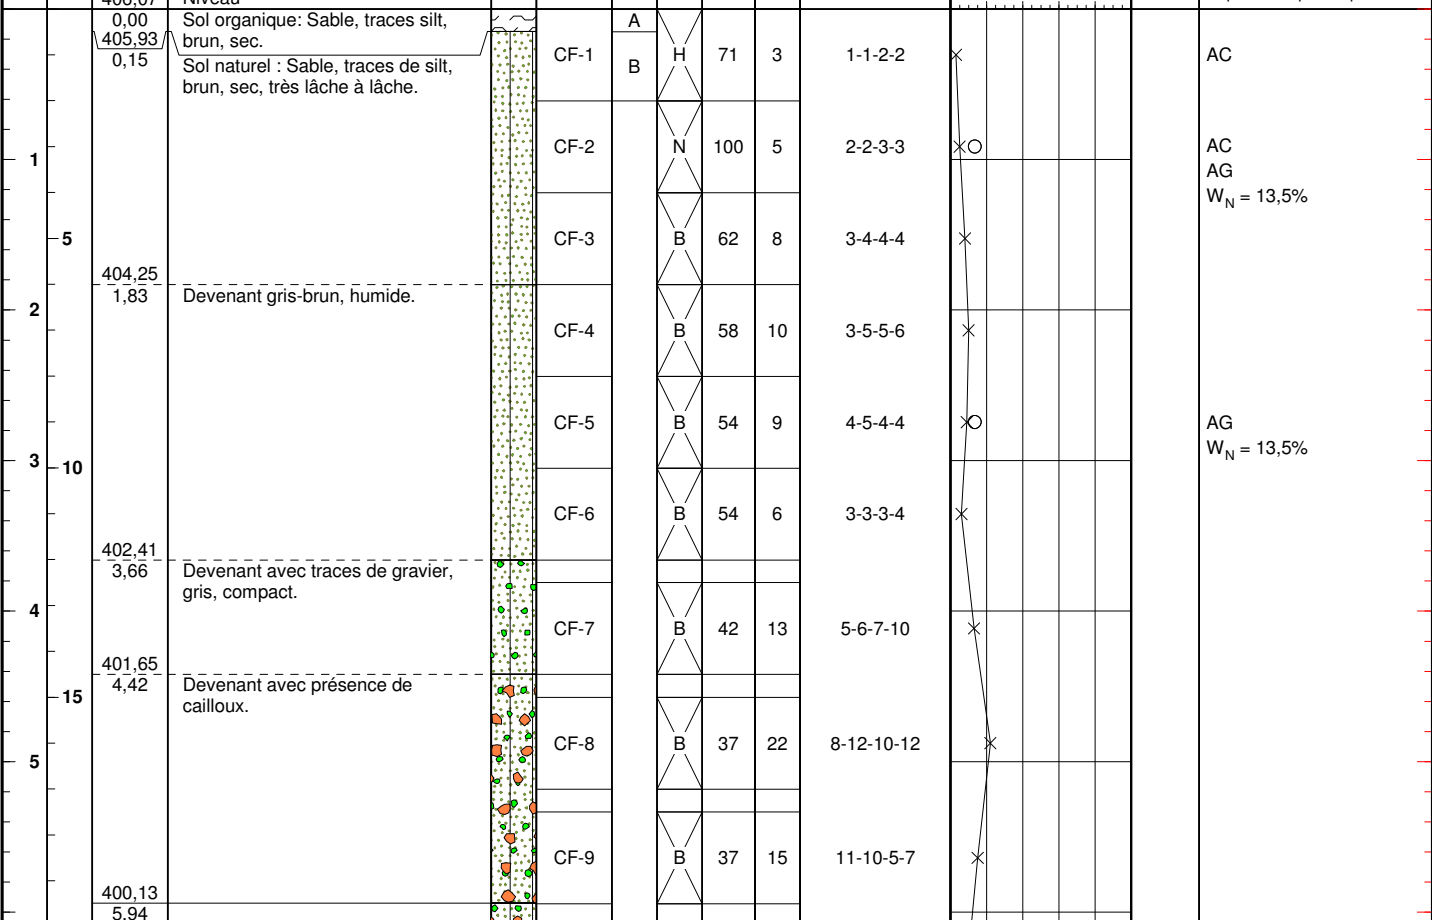 406,07 Niveau
0,00 Sol organique: Sable, traces silt, A
405,93 brun, sec.
0,15 Sol naturel : Sable, traces de silt, CF-1 B H 71 3 1-1-2-2 AC
brun, sec, très lâche à lâche.
1 CF-2 N 100 5 2-2-3-3 AC
AG
W_N = 13,5%
5 CF-3 B 62 8 3-4-4-4
404,25
1,83 Devenant gris-brun, humide.
2 CF-4 B 58 10 3-5-5-6
CF-5 B 54 9 4-5-4-4 AG
W_N = 13,5%
3 10
CF-6 B 54 6 3-3-3-4
402,41
3,66 Devenant avec traces de gravier,
gris, compact.
4 CF-7 B 42 13 5-6-7-10
401,65
4,42 Devenant avec présence de
15 cailloux.
5 CF-8 B 37 22 8-12-10-12
CF-9 B 37 15 11-10-5-7
400,13
5,94